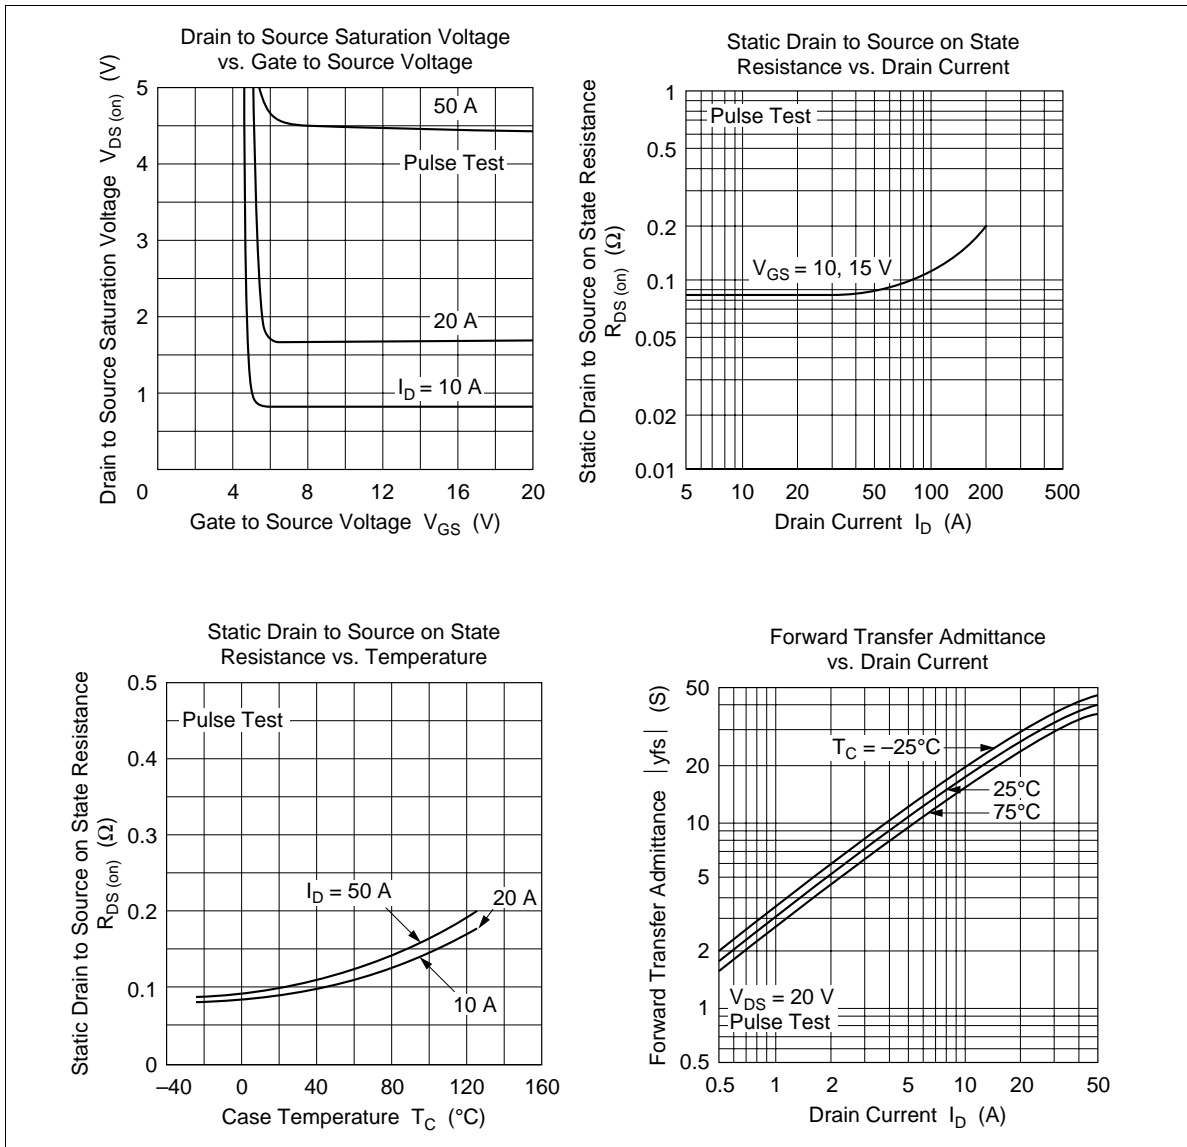 Drain to Source Saturation Voltage
vs. Gate to Source Voltage
Drain to Source Saturation Voltage V_DS (on) (V)
5
4
3
2
1
0
4
8
12
16
20
50 A
Pulse Test
20 A
I_D = 10 A
Gate to Source Voltage V_GS (V)
Static Drain to Source on State
Resistance vs. Drain Current
Static Drain to Source on State Resistance
R_DS (on) (Ω)
1
0.5
0.2
0.1
0.05
0.02
0.01
Pulse Test
V_GS = 10, 15 V
5
10
20
50
100
200
500
Drain Current I_D (A)
Static Drain to Source on State
Resistance vs. Temperature
Static Drain to Source on State Resistance
R_DS (on) (Ω)
0.5
0.4
0.3
0.2
0.1
0
Pulse Test
I_D = 50 A
20 A
10 A
–40
0
40
80
120
160
Case Temperature T_C (°C)
Forward Transfer Admittance
vs. Drain Current
Forward Transfer Admittance |yfs| (S)
50
20
10
5
2
1
0.5
T_C = –25°C
25°C
75°C
V_DS = 20 V
Pulse Test
0.5
1
2
5
10
20
50
Drain Current I_D (A)